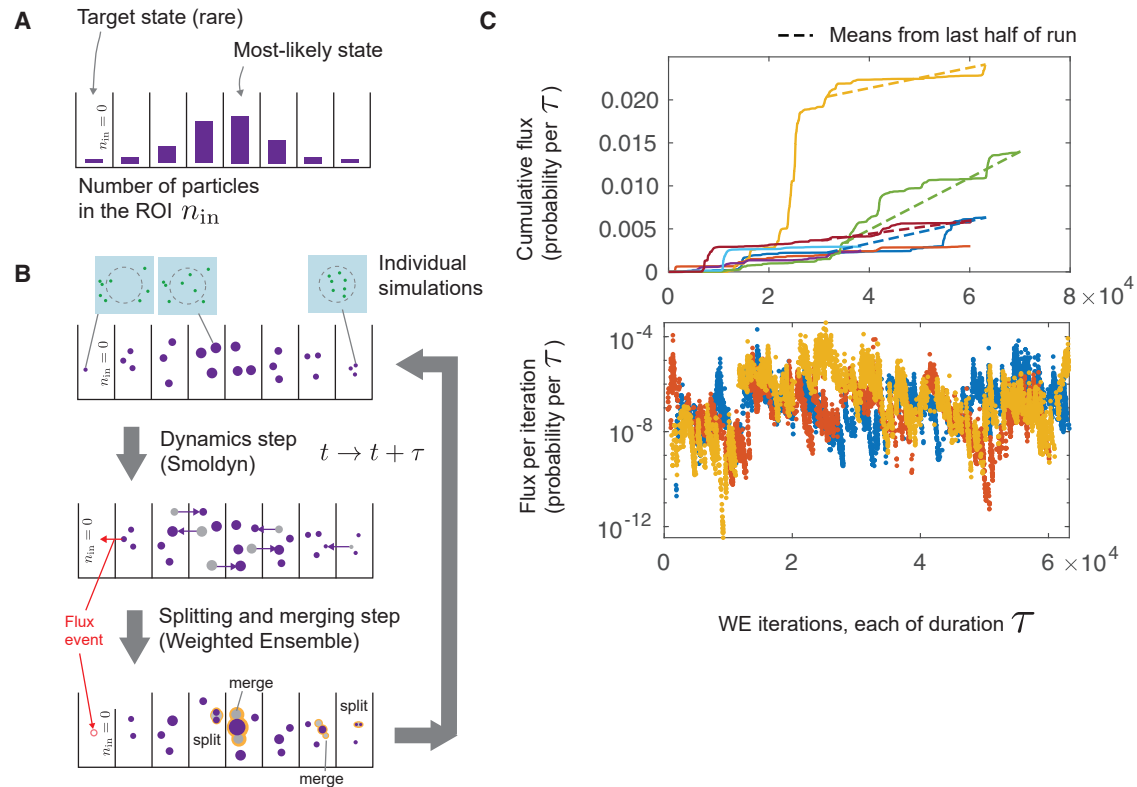 A
Target state (rare)
Most-likely state
n_in = 0
Number of particles
in the ROI n_in
B
Individual
simulations
n_in = 0
Dynamics step
(Smoldyn)
t → t + τ
n_in = 0
Flux
event
Splitting and merging step
(Weighted Ensemble)
merge
n_in = 0
split
split
merge
C
Means from last half of run
Cumulative flux
(probability per τ)
0.020
0.015
0.010
0.005
0
0 2 4 6 8 ×10⁴
Flux per iteration
(probability per τ)
10⁻⁴
10⁻⁸
10⁻¹²
0 2 4 6 ×10⁴
WE iterations, each of duration τ